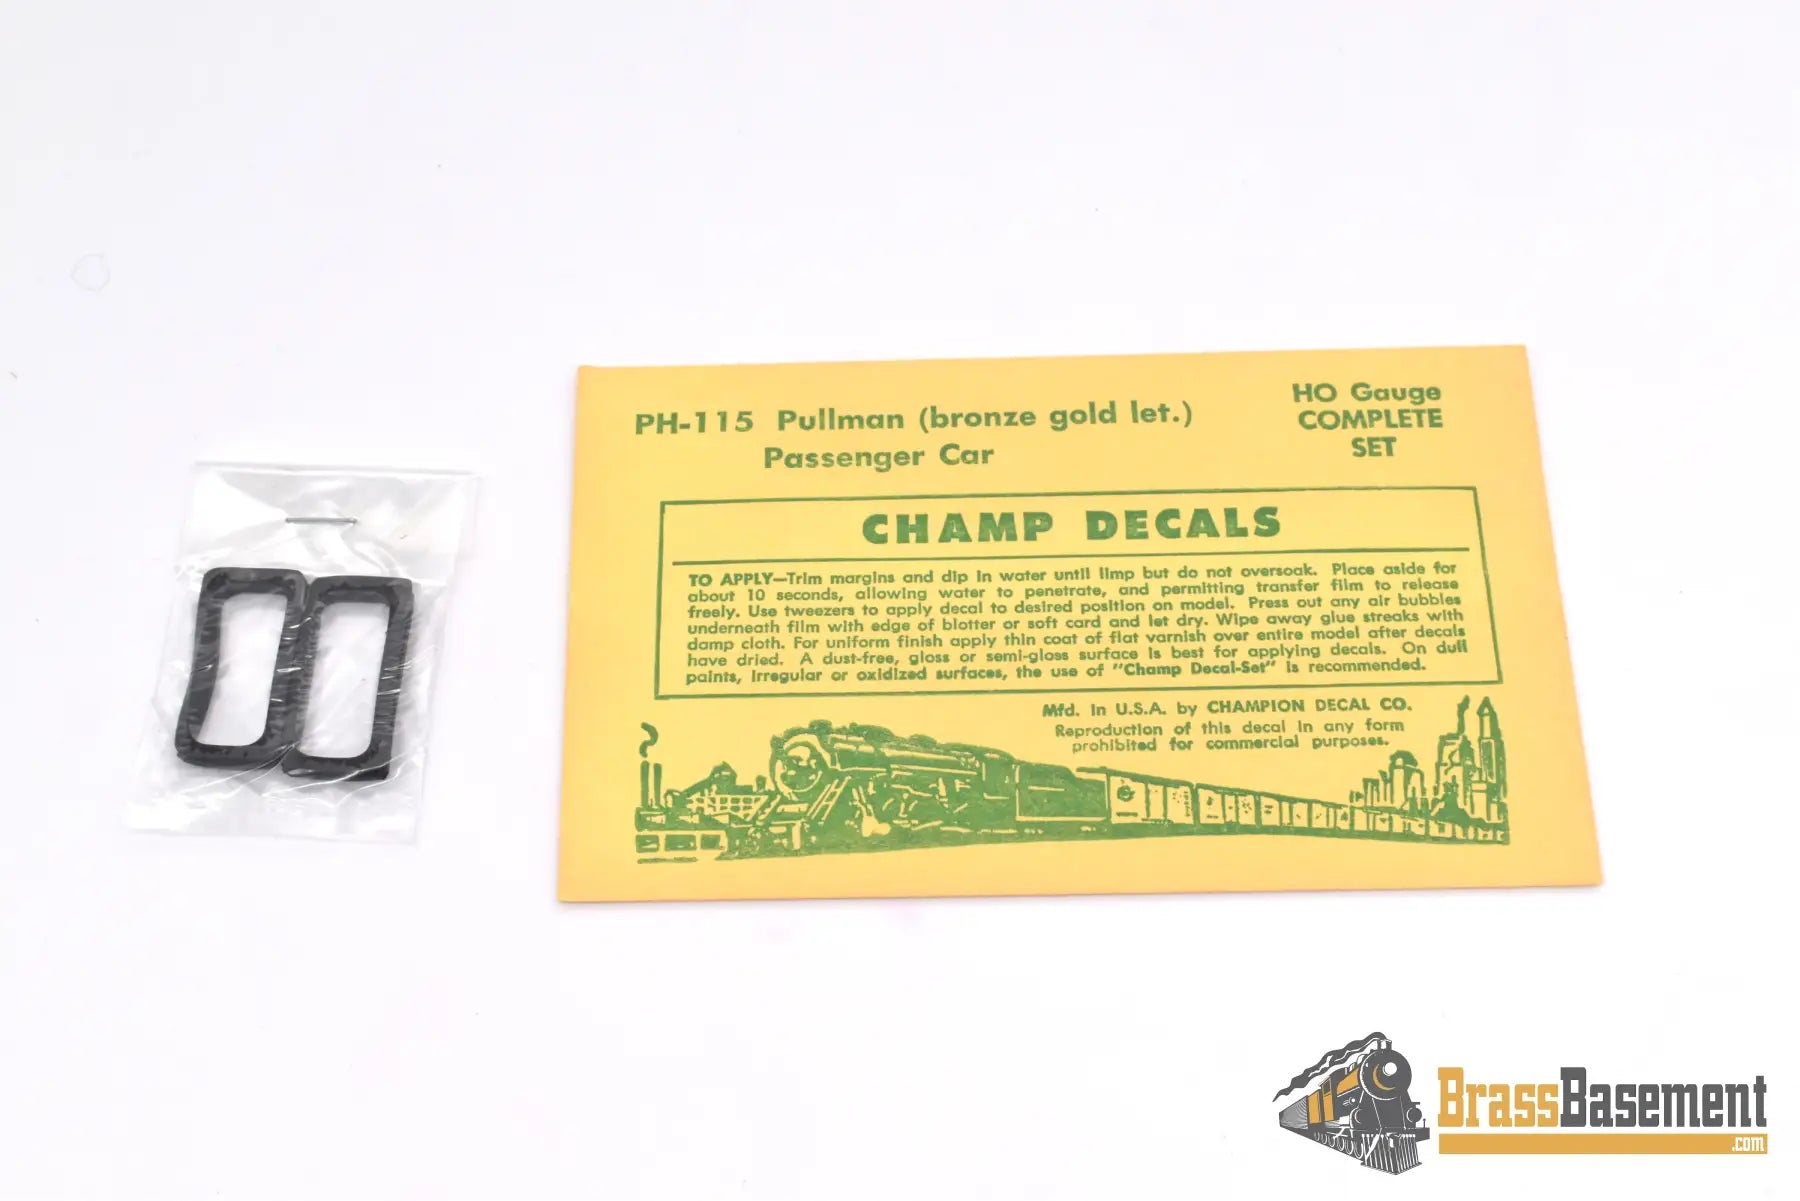 PH-115 Pullman (bronze gold let.)
Passenger Car
HO Gauge
COMPLETE
SET
CHAMP DECALS
TO APPLY—Trim margins and dip in water until limp but do not oversoak. Place aside for
about 10 seconds, allowing water to penetrate, and permitting transfer film to release
freely. Use tweezers to apply decal to desired position on model. Press out any air bubbles
underneath film with edge of blotter or soft card and let dry. Wipe away glue streaks with
damp cloth. For uniform finish apply thin coat of flat varnish over entire model after decals
have dried. A dust-free, gloss or semi-gloss surface is best for applying decals. On dull
paints, irregular or oxidized surfaces, the use of "Champ Decal-Set" is recommended.
Mfd. in U.S.A. by CHAMPION DECAL CO.
Reproduction of this decal in any form
prohibited for commercial purposes.
BrassBasement
.com